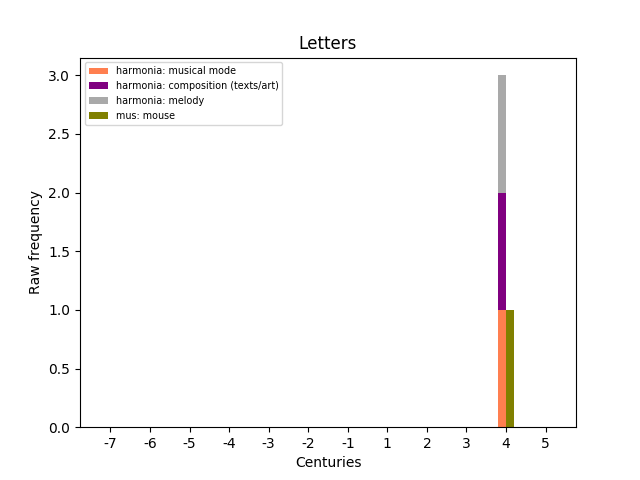 Letters
harmonia: musical mode
harmonia: composition (texts/art)
harmonia: melody
mus: mouse
3.0
2.5
2.0
1.5
1.0
0.5
0.0
Raw frequency
-7 -6 -5 -4 -3 -2 -1 1 2 3 4 5
Centuries